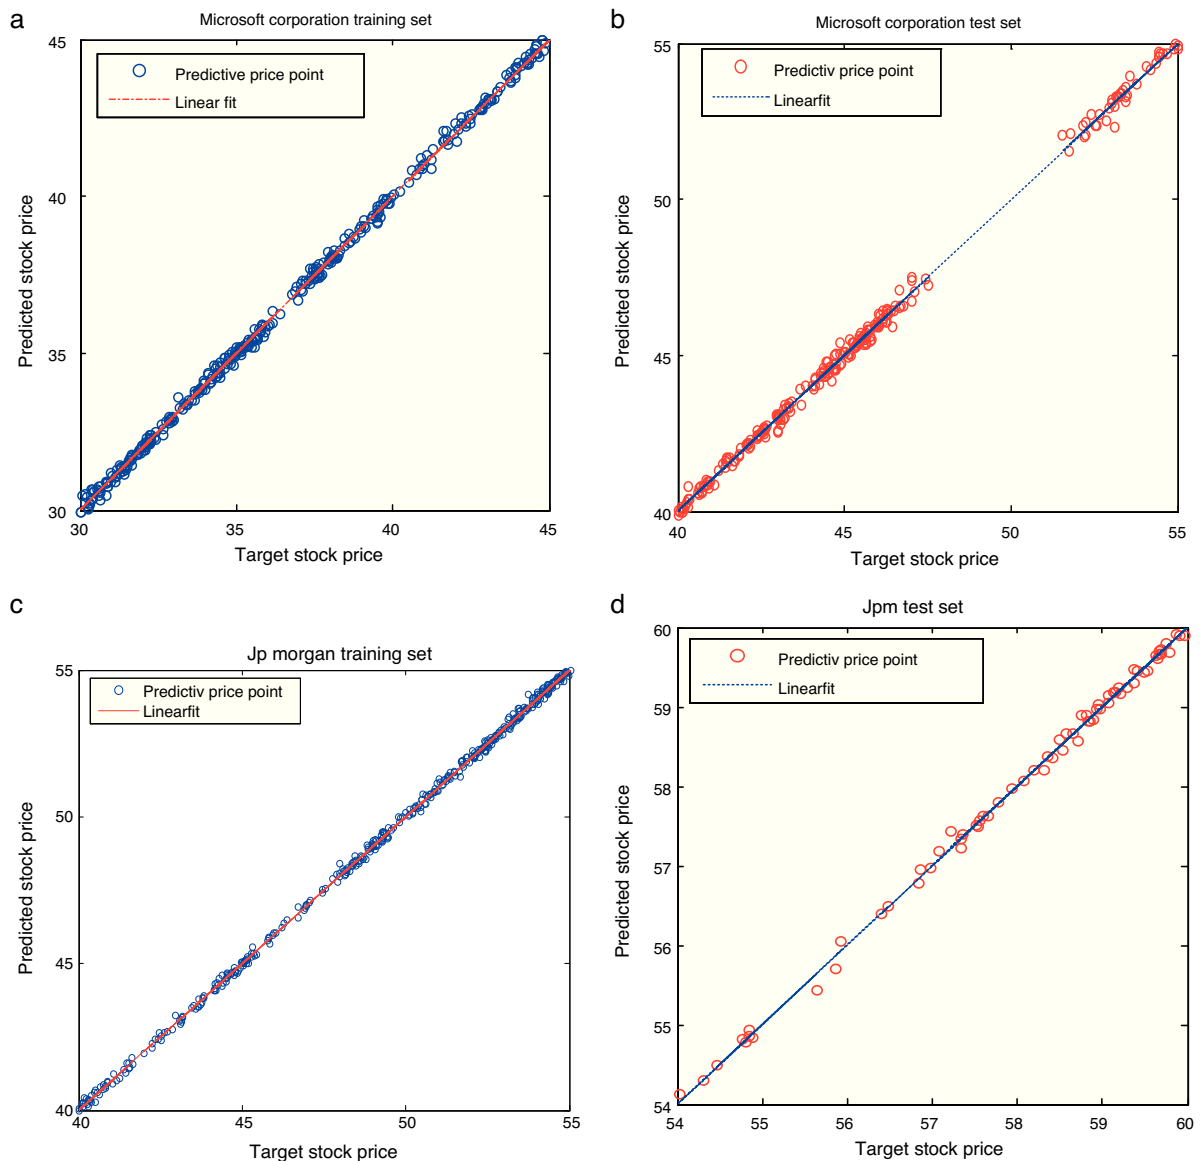 a
Microsoft corporation training set
Predictive price point
Linear fit
45
40
35
30
30
35
40
45
Predicted stock price
Target stock price
b
Microsoft corporation test set
Predictiv price point
Linearfit
55
50
45
40
40
45
50
55
Predicted stock price
Target stock price
c
Jp morgan training set
Predictiv price point
Linearfit
55
50
45
40
40
45
50
55
Predicted stock price
Target stock price
d
Jpm test set
Predictiv price point
Linearfit
60
59
58
57
56
55
54
54
55
56
57
58
59
60
Predicted stock price
Target stock price